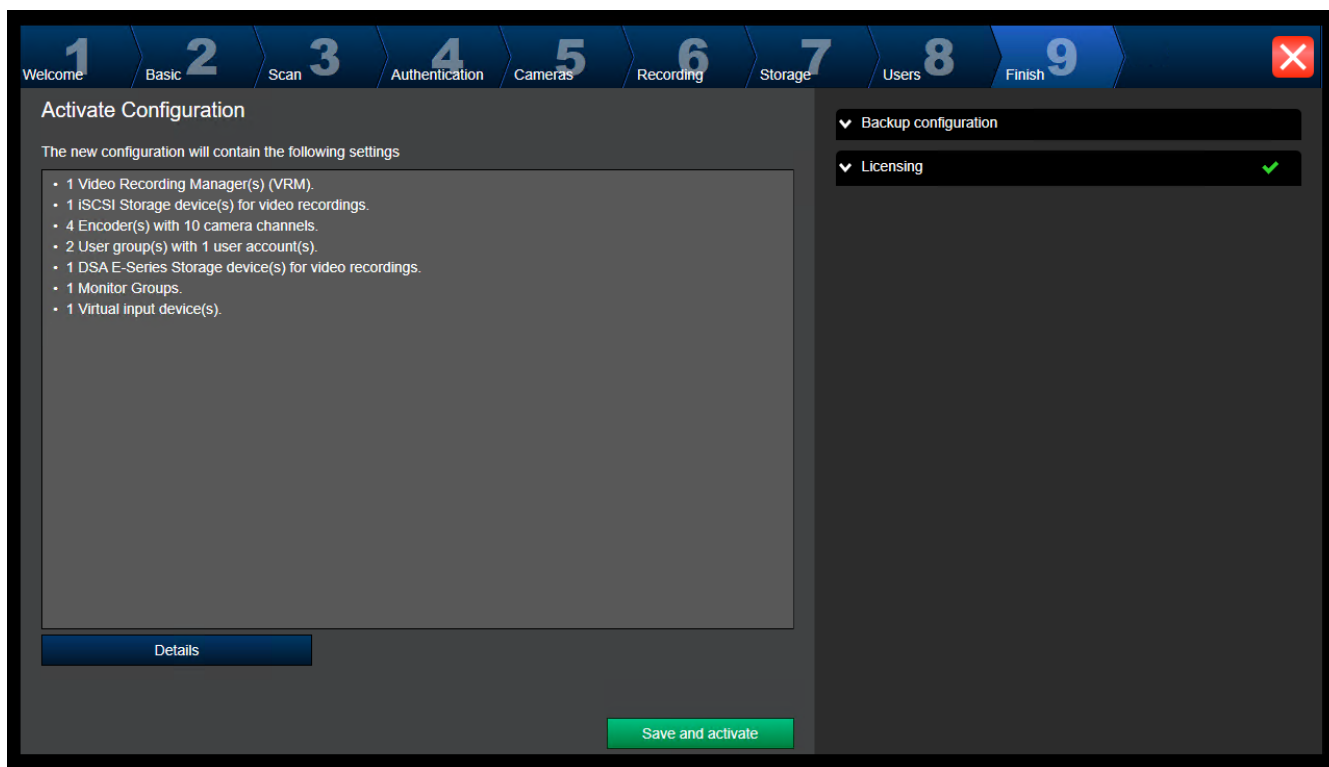 1 Welcome
2 Basic
3 Scan
4 Authentication
5 Cameras
6 Recording
7 Storage
8 Users
9 Finish
Activate Configuration
The new configuration will contain the following settings
• 1 Video Recording Manager(s) (VRM).
• 1 iSCSI Storage device(s) for video recordings.
• 4 Encoder(s) with 10 camera channels.
• 2 User group(s) with 1 user account(s).
• 1 DSA E-Series Storage device(s) for video recordings.
• 1 Monitor Groups.
• 1 Virtual input device(s).
Details
Save and activate
Backup configuration
Licensing